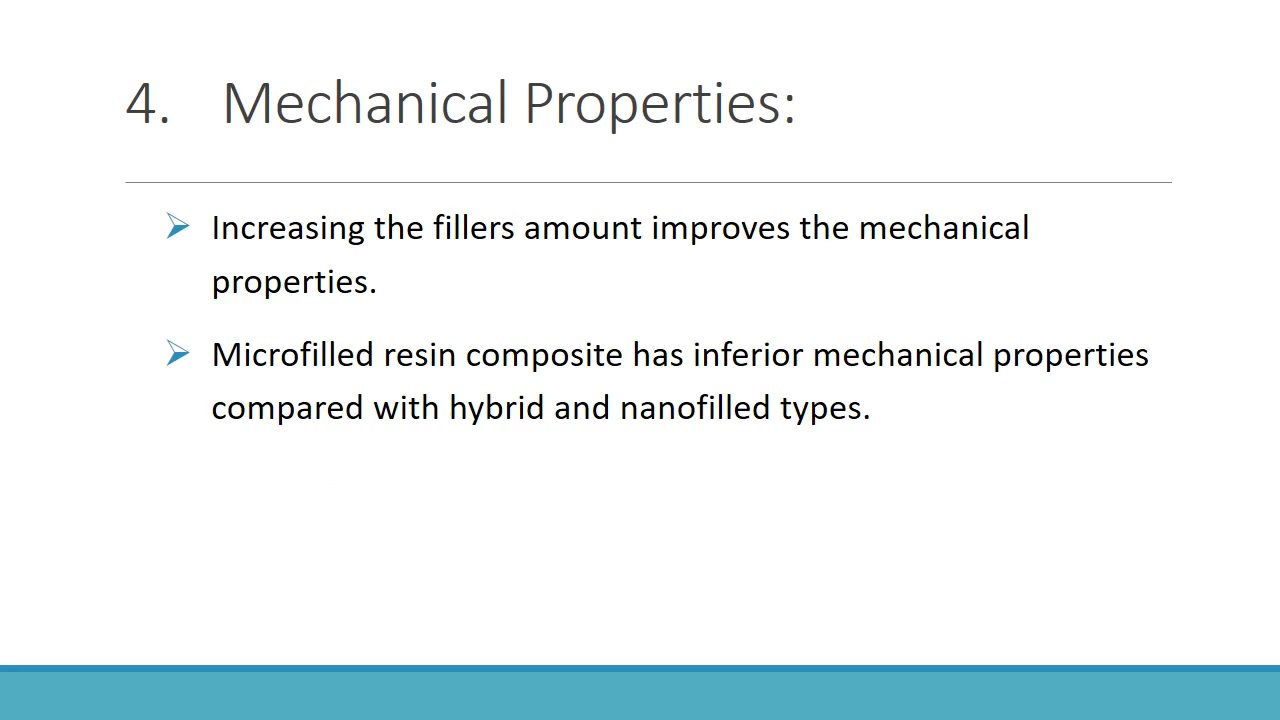 4. Mechanical Properties:
➢ Increasing the fillers amount improves the mechanical
properties.
➢ Microfilled resin composite has inferior mechanical properties
compared with hybrid and nanofilled types.